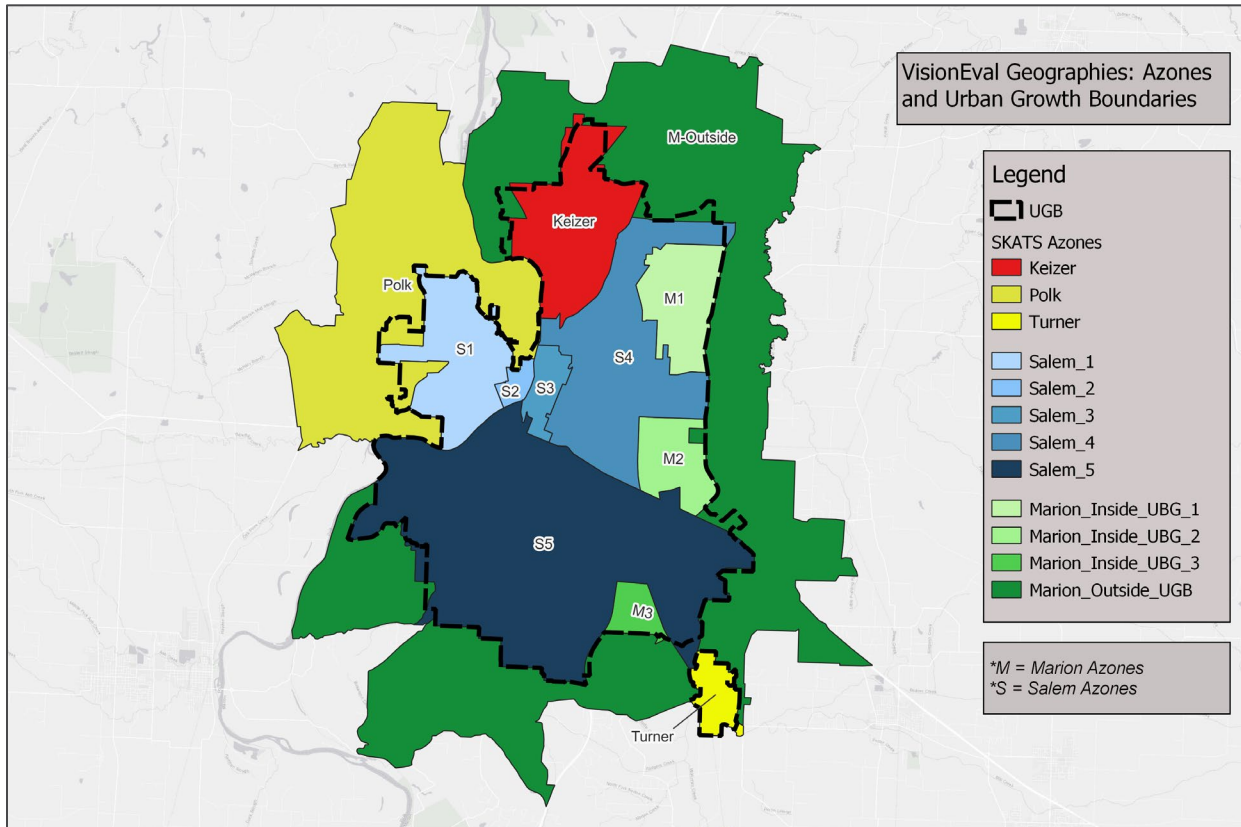 VisionEval Geographies: Azones
and Urban Growth Boundaries
M-Outside
Keizer
Polk
M1
S1
S4
S2
S3
M2
S5
M3
Turner
Legend
UGB
SKATS Azones
Keizer
Polk
Turner
Salem_1
Salem_2
Salem_3
Salem_4
Salem_5
Marion_Inside_UBG_1
Marion_Inside_UBG_2
Marion_Inside_UBG_3
Marion_Outside_UGB
*M = Marion Azones
*S = Salem Azones